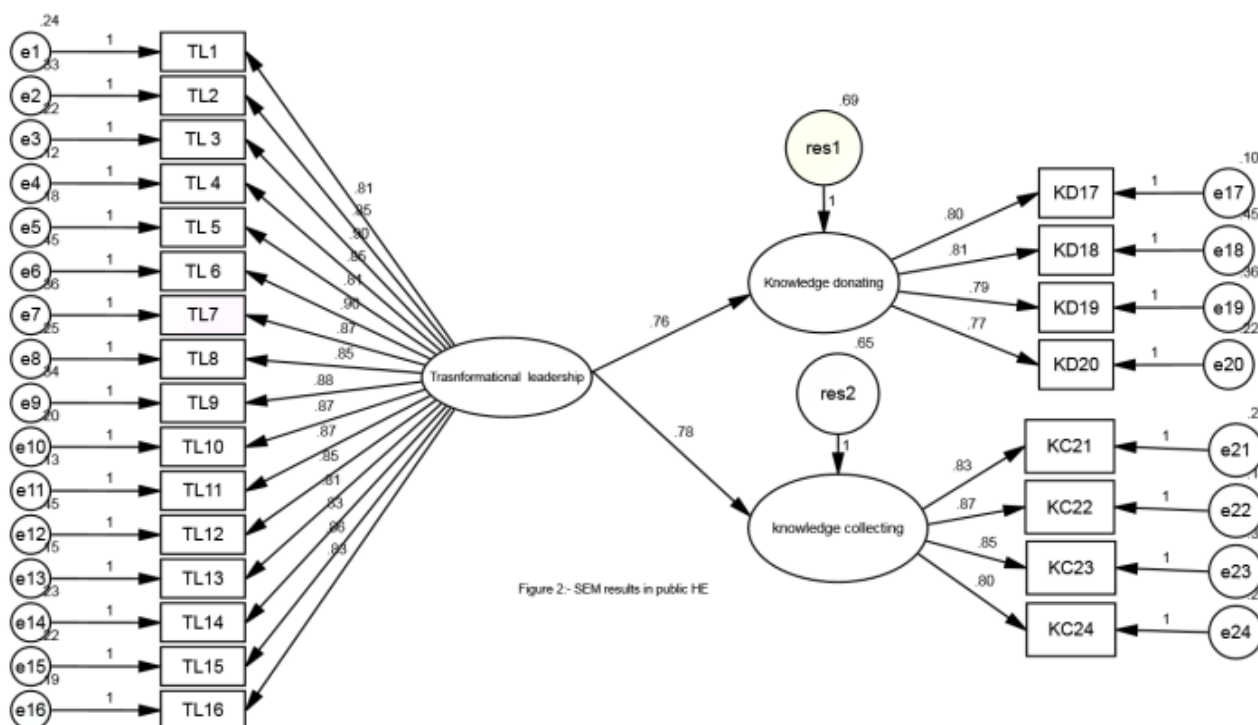 .24
e1 1 TL1
.33
e2 1 TL2
.22
e3 1 TL 3
.12
e4 1 TL 4
.18
e5 1 TL 5
.45
e6 1 TL 6
.36
e7 1 TL7
.25
e8 1 TL8
.34
e9 1 TL9
.20
e10 1 TL10
.13
e11 1 TL11
.45
e12 1 TL12
.15
e13 1 TL13
.23
e14 1 TL14
.22
e15 1 TL15
.19
e16 1 TL16
.81
.85
.90
.85
.81
.90
.87
.85
.88
.87
.87
.85
.81
.83
.86
.83
Trasnformational leadership
.76
.78
.69
res1
1
Knowledge donating
.65
res2
1
knowledge collecting
.80
.81
.79
.77
.10
KD17 1 e17
.45
KD18 1 e18
.36
KD19 1 e19
.22
KD20 1 e20
.83
.87
.85
.80
KC21 1 e21
KC22 1 e22
KC23 1 e23
KC24 1 e24
Figure 2:- SEM results in public HE